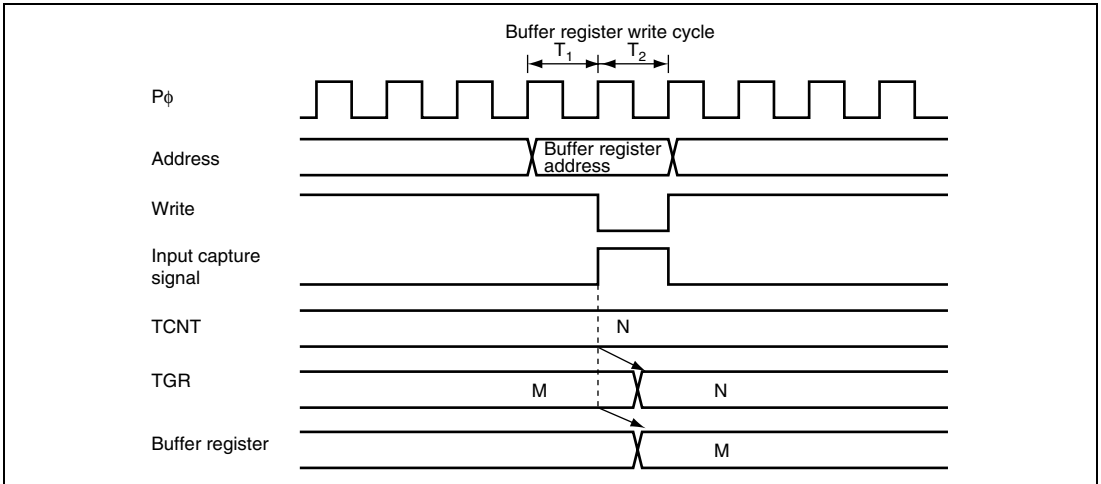 Buffer register write cycle
T1 T2
Pφ
Address
Buffer register
address
Write
Input capture
signal
TCNT
N
TGR
M N
Buffer register
M